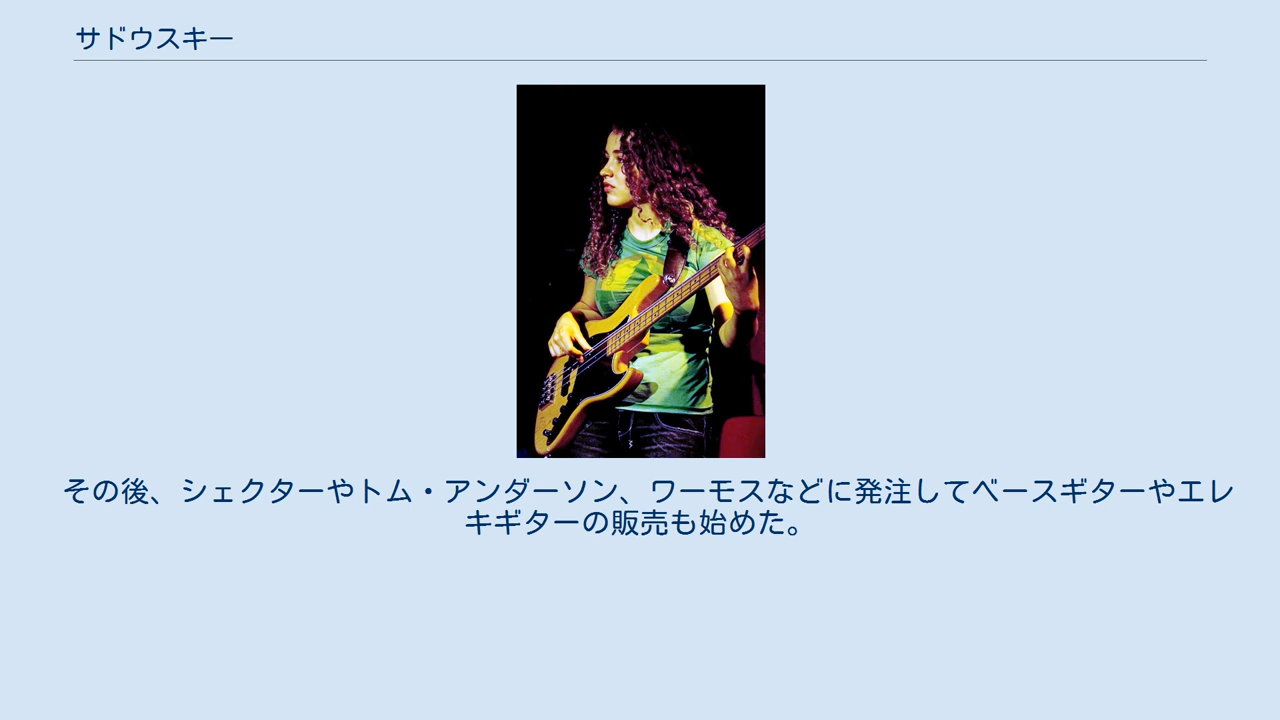 サドウスキー
その後、シェクターやトム・アンダーソン、ワーモスなどに発注してベースギターやエレ
キギターの販売も始めた。